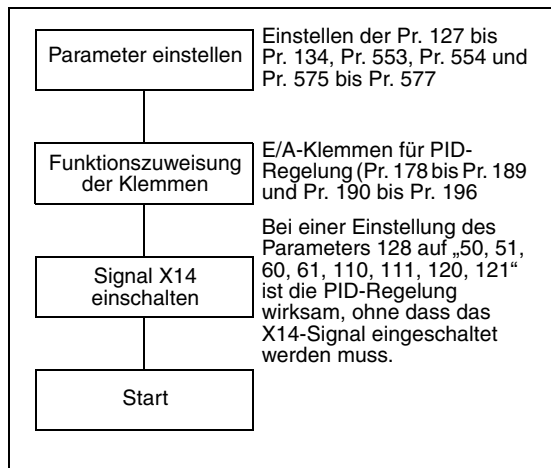 Parameter einstellen
Einstellen der Pr. 127 bis
Pr. 134, Pr. 553, Pr. 554 und
Pr. 575 bis Pr. 577
Funktionszuweisung
der Klemmen
E/A-Klemmen für PID-
Regelung (Pr. 178 bis Pr. 189
und Pr. 190 bis Pr. 196
Signal X14
einschalten
Bei einer Einstellung des
Parameters 128 auf „50, 51,
60, 61, 110, 111, 120, 121“
ist die PID-Regelung
wirksam, ohne dass das
X14-Signal eingeschaltet
werden muss.
Start